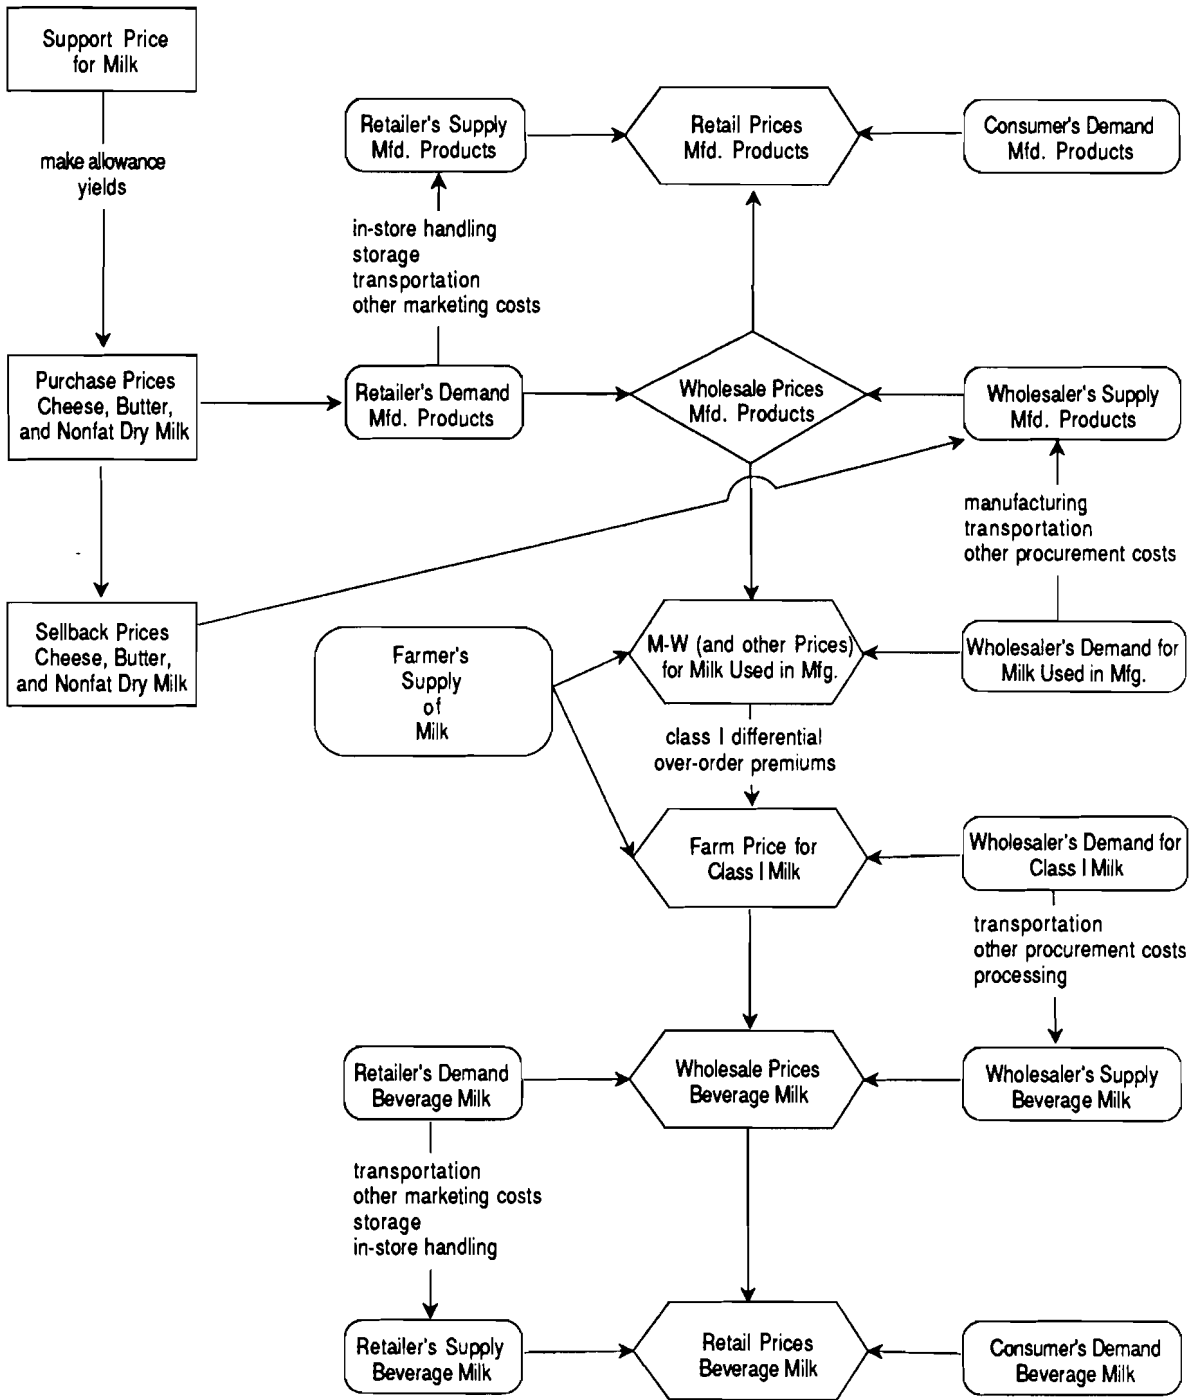 Support Price
for Milk
make allowance
yields
Retailer's Supply
Mfd. Products
Retail Prices
Mfd. Products
Consumer's Demand
Mfd. Products
in-store handling
storage
transportation
other marketing costs
Purchase Prices
Cheese, Butter,
and Nonfat Dry Milk
Retailer's Demand
Mfd. Products
Wholesale Prices
Mfd. Products
Wholesaler's Supply
Mfd. Products
manufacturing
transportation
other procurement costs
Sellback Prices
Cheese, Butter,
and Nonfat Dry Milk
Farmer's
Supply
of
Milk
M-W (and other Prices)
for Milk Used in Mfg.
Wholesaler's Demand for
Milk Used in Mfg.
class I differential
over-order premiums
Farm Price for
Class I Milk
Wholesaler's Demand for
Class I Milk
transportation
other procurement costs
processing
Retailer's Demand
Beverage Milk
Wholesale Prices
Beverage Milk
Wholesaler's Supply
Beverage Milk
transportation
other marketing costs
storage
in-store handling
Retailer's Supply
Beverage Milk
Retail Prices
Beverage Milk
Consumer's Demand
Beverage Milk